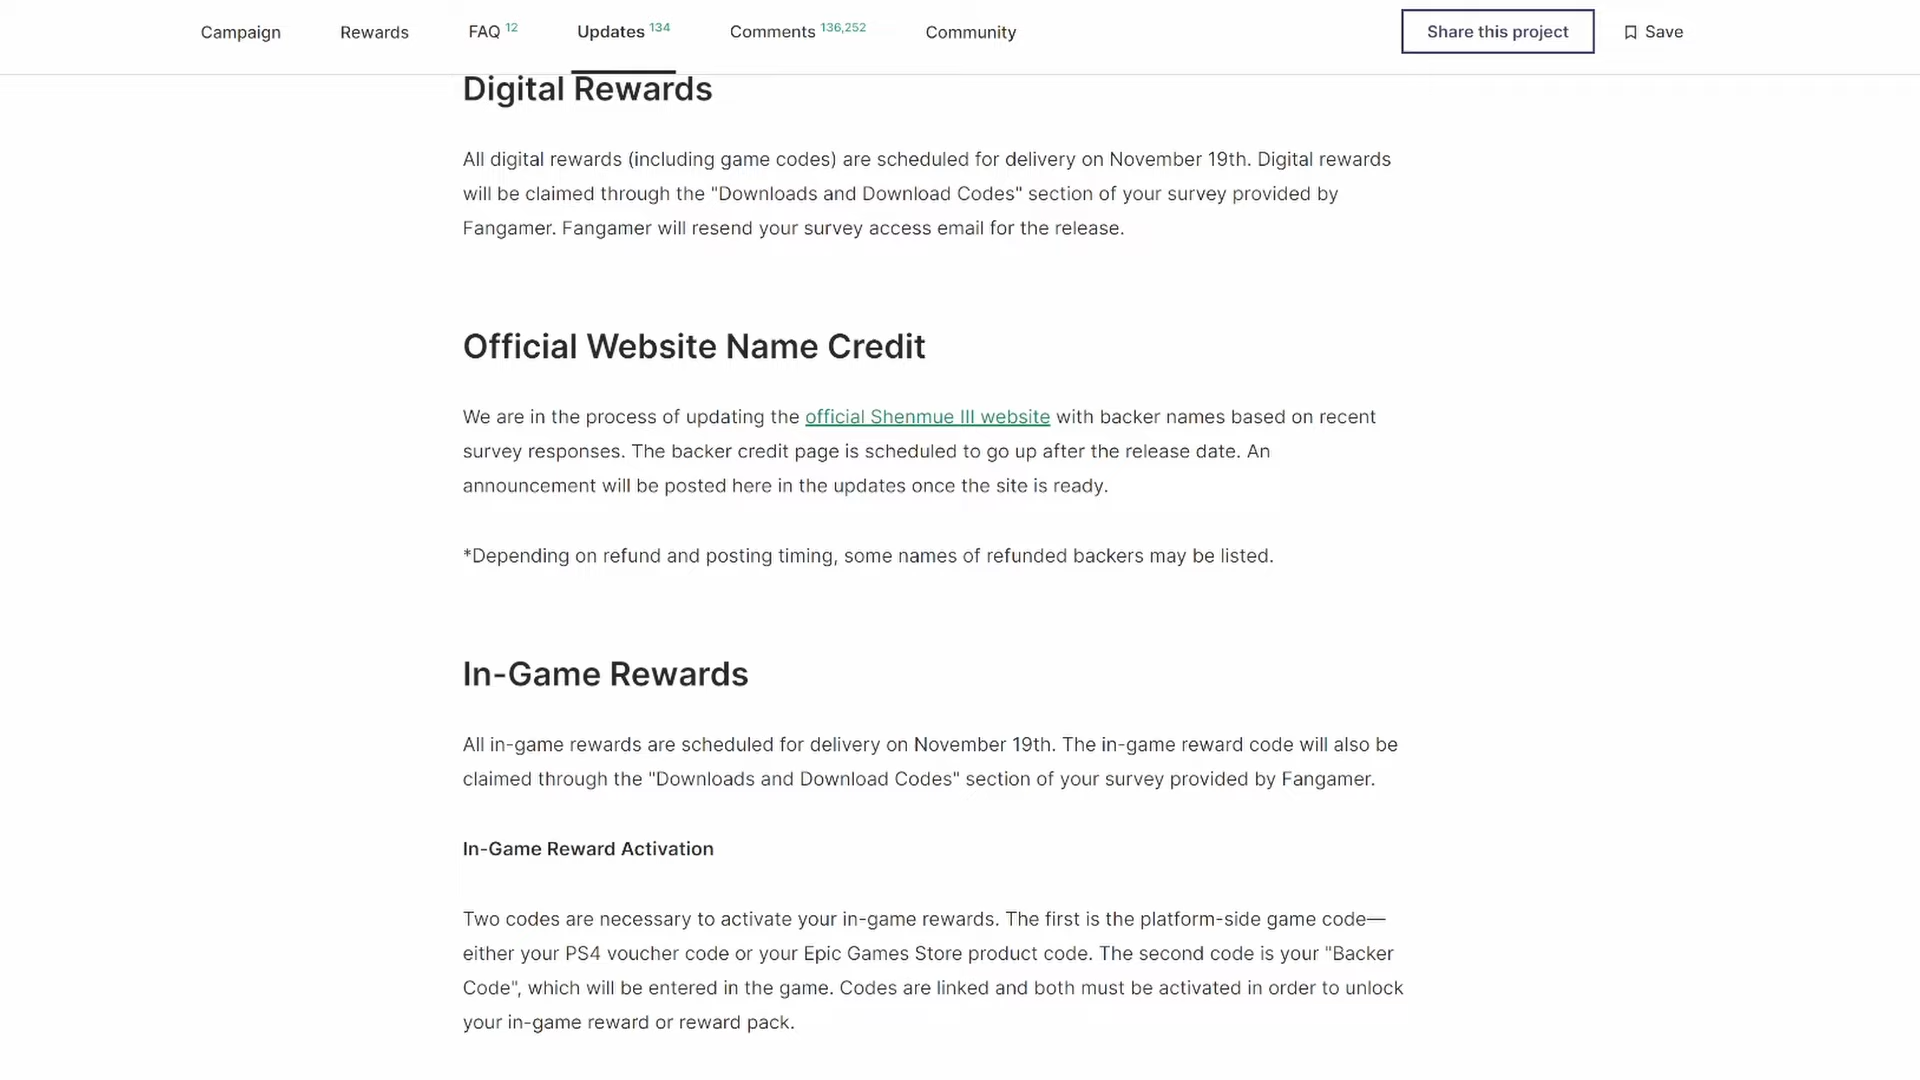 Campaign Rewards FAQ 12 Updates 134 Comments 136,252 Community Share this project Save
Digital Rewards
All digital rewards (including game codes) are scheduled for delivery on November 19th. Digital rewards
will be claimed through the "Downloads and Download Codes" section of your survey provided by
Fangamer. Fangamer will resend your survey access email for the release.
Official Website Name Credit
We are in the process of updating the official Shenmue III website with backer names based on recent
survey responses. The backer credit page is scheduled to go up after the release date. An
announcement will be posted here in the updates once the site is ready.
*Depending on refund and posting timing, some names of refunded backers may be listed.
In-Game Rewards
All in-game rewards are scheduled for delivery on November 19th. The in-game reward code will also be
claimed through the "Downloads and Download Codes" section of your survey provided by Fangamer.
In-Game Reward Activation
Two codes are necessary to activate your in-game rewards. The first is the platform-side game code—
either your PS4 voucher code or your Epic Games Store product code. The second code is your "Backer
Code", which will be entered in the game. Codes are linked and both must be activated in order to unlock
your in-game reward or reward pack.